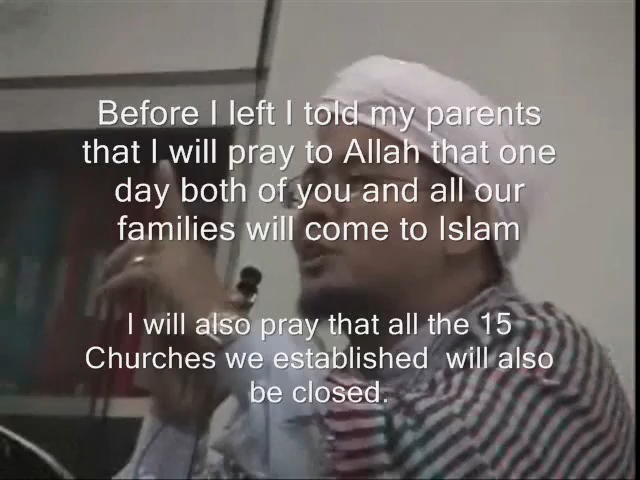 Before I left I told my parents
that I will pray to Allah that one
day both of you and all our
families will come to Islam
I will also pray that all the 15
Churches we established will also
be closed.